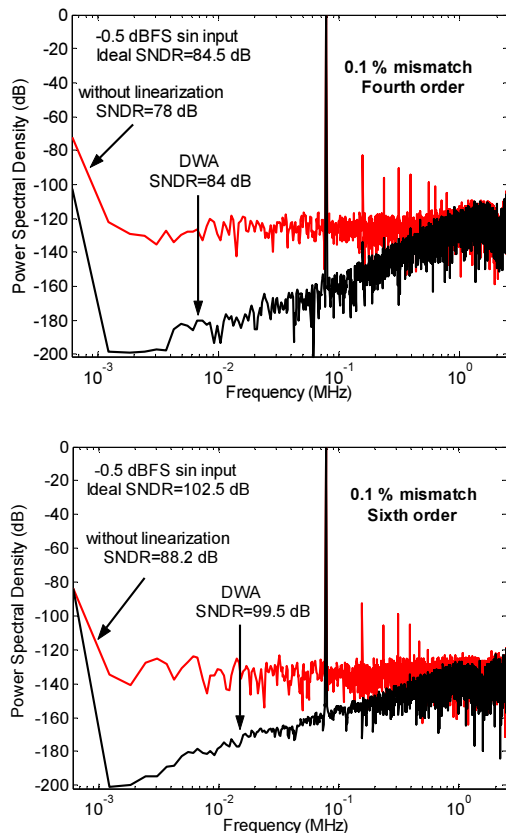 0
-20
-40
-60
-80
-100
-120
-140
-160
-180
-200
Power Spectral Density (dB)
-0.5 dBFS sin input
Ideal SNDR=84.5 dB
without linearization
SNDR=78 dB
DWA
SNDR=84 dB
0.1 % mismatch
Fourth order
10-3
10-2
10-1
100
Frequency (MHz)
0
-20
-40
-60
-80
-100
-120
-140
-160
-180
-200
Power Spectral Density (dB)
-0.5 dBFS sin input
Ideal SNDR=102.5 dB
without linearization
SNDR=88.2 dB
DWA
SNDR=99.5 dB
0.1 % mismatch
Sixth order
10-3
10-2
10-1
100
Frequency (MHz)